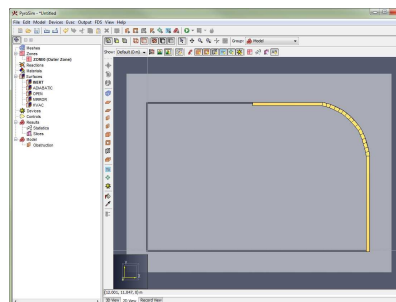 PyroSim - *Untitled
File Edit Model Devices Evac Output FDS View Help
Show: Default (0 m)
Group: Model
Meshes
Zones
ZONE0 (Outer Zone)
Reactions
Materials
Surfaces
INERT
ADIABATIC
OPEN
MIRROR
HVAC
Devices
Controls
Results
Statistics
Slices
Model
Obstruction
3D View 2D View Record View